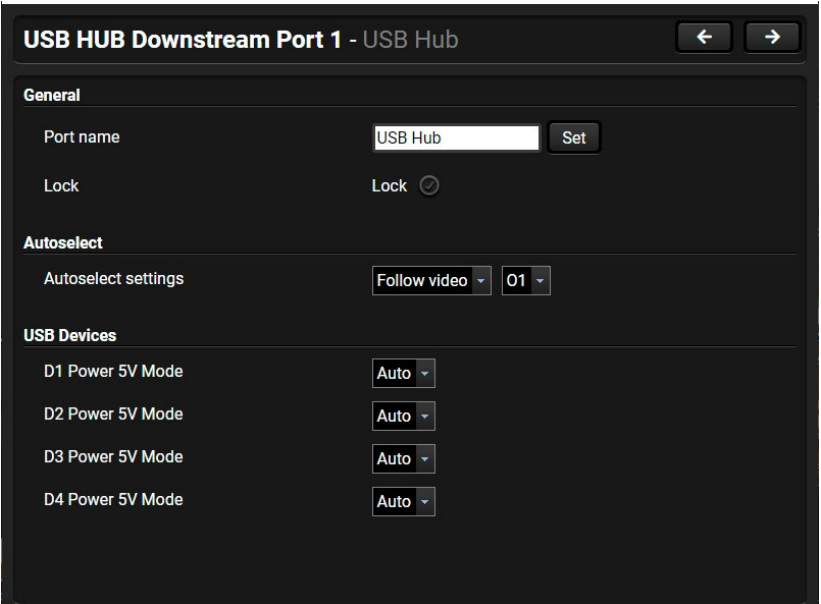 USB HUB Downstream Port 1 - USB Hub
General
Port name USB Hub Set
Lock Lock
Autoselect
Autoselect settings Follow video O1
USB Devices
D1 Power 5V Mode Auto
D2 Power 5V Mode Auto
D3 Power 5V Mode Auto
D4 Power 5V Mode Auto